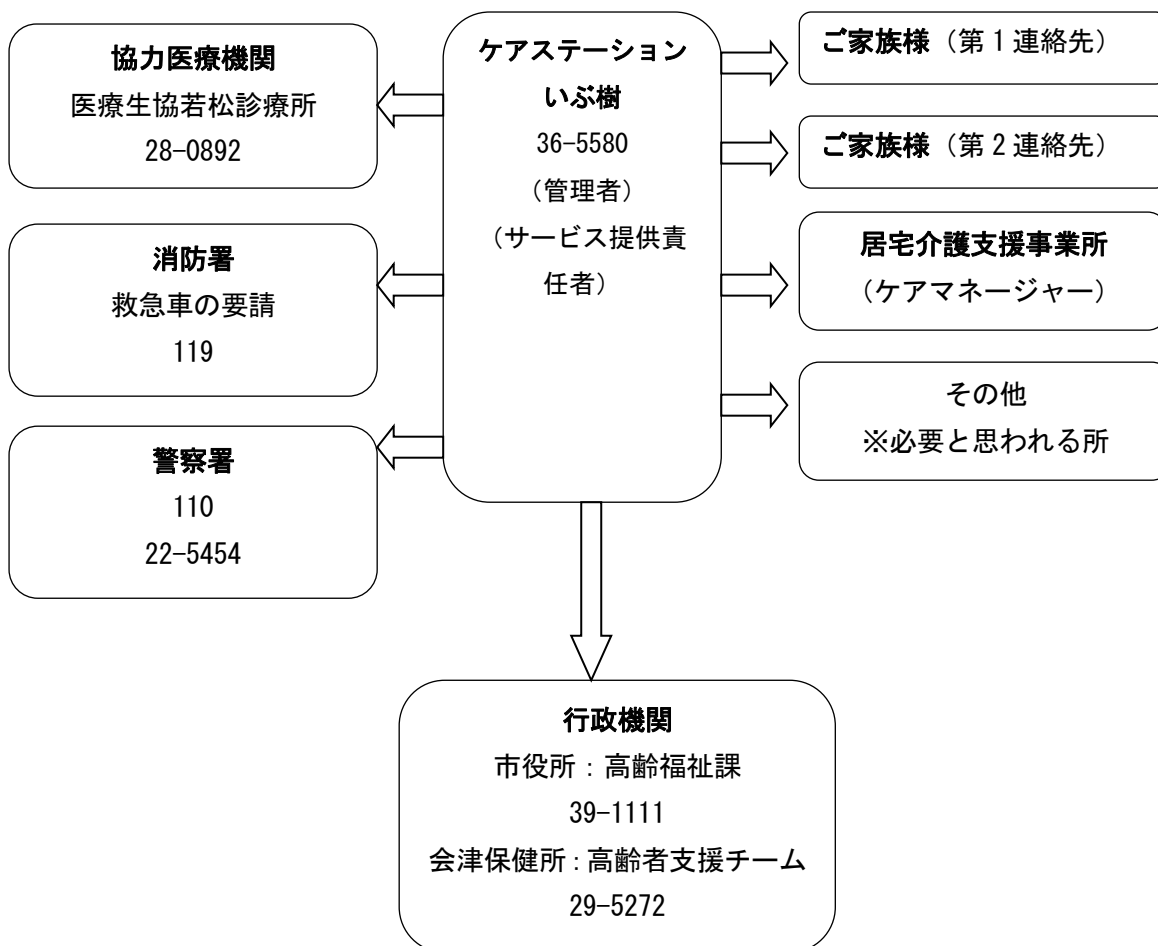 協力医療機関
医療生協若松診療所
28-0892
消防署
救急車の要請
119
警察署
110
22-5454
ケアステーション
いぶ樹
36-5580
（管理者）
（サービス提供責
任者）
ご家族様（第１連絡先）
ご家族様（第２連絡先）
居宅介護支援事業所
（ケアマネージャー）
その他
※必要と思われる所
行政機関
市役所：高齢福祉課
39-1111
会津保健所：高齢者支援チーム
29-5272